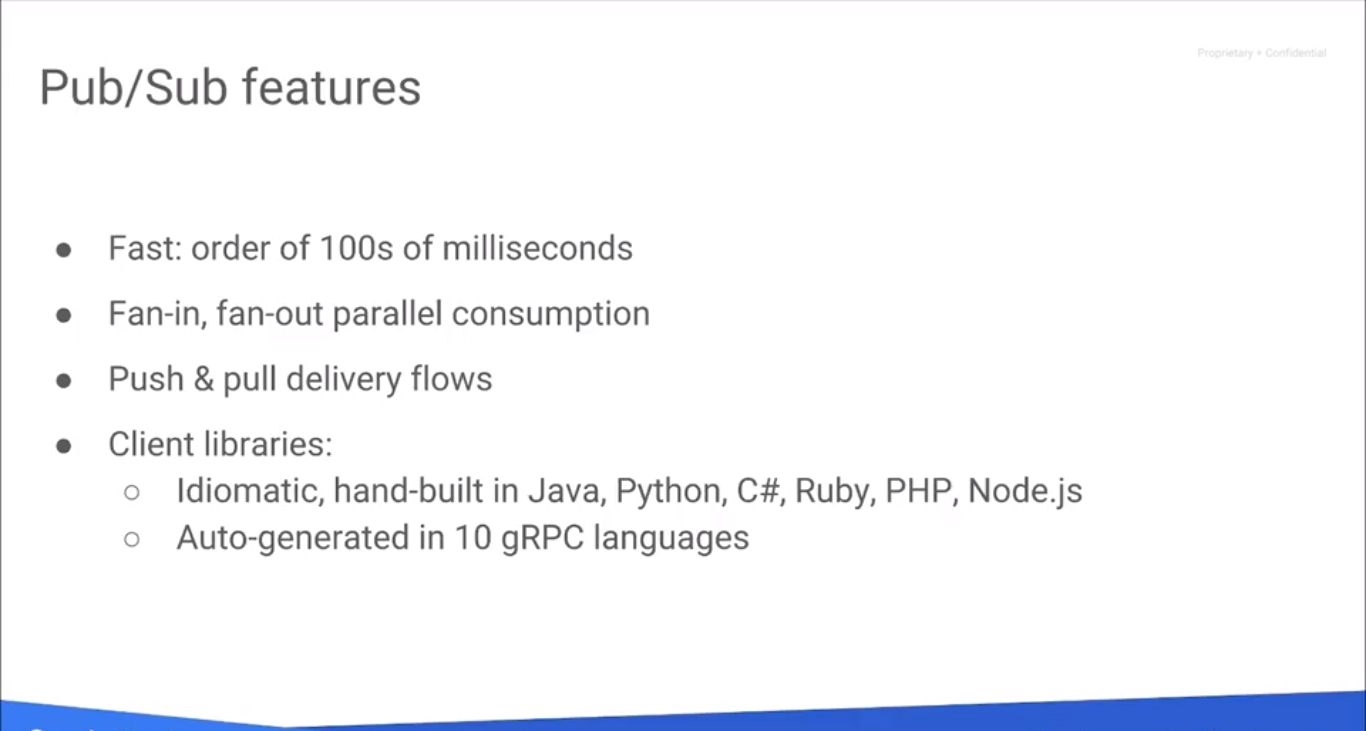 Proprietary + Confidential
Pub/Sub features
● Fast: order of 100s of milliseconds
● Fan-in, fan-out parallel consumption
● Push & pull delivery flows
● Client libraries:
○ Idiomatic, hand-built in Java, Python, C#, Ruby, PHP, Node.js
○ Auto-generated in 10 gRPC languages